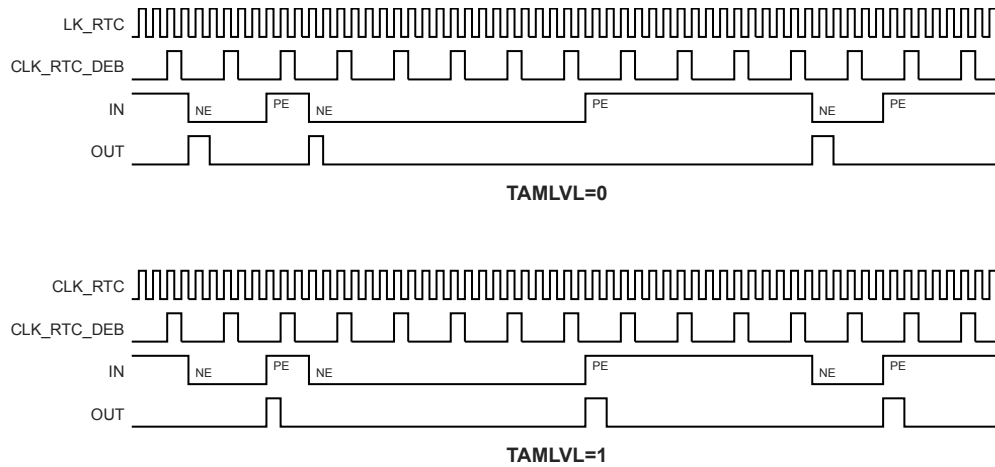 LK_RTC
CLK_RTC_DEB
IN NE PE NE PE NE PE
OUT
TAMLVL=0
CLK_RTC
CLK_RTC_DEB
IN NE PE NE PE NE PE
OUT
TAMLVL=1